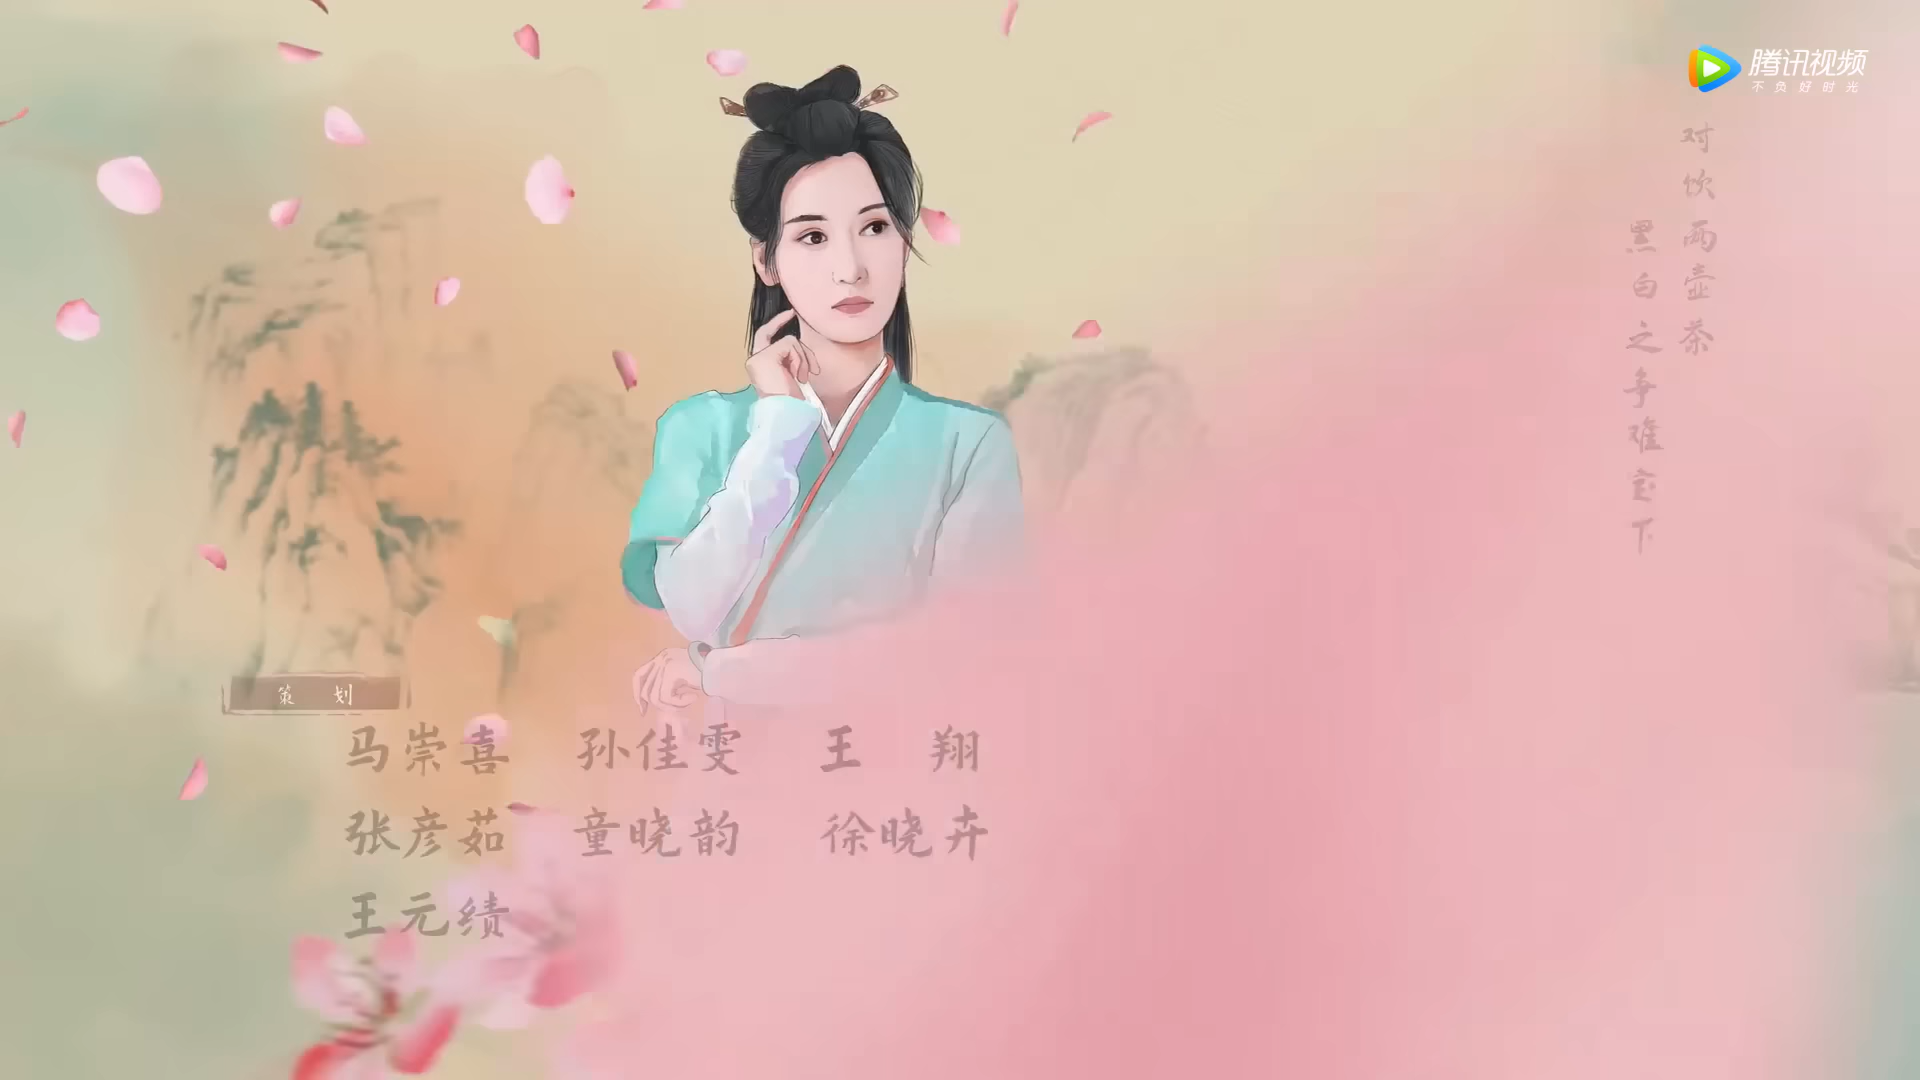 腾讯视频
不负好时光
对饮两壶茶
黑白之争难定下
策 划
马崇喜 孙佳雯 王 翔
张彦茹 童晓韵 徐晓卉
王元绩